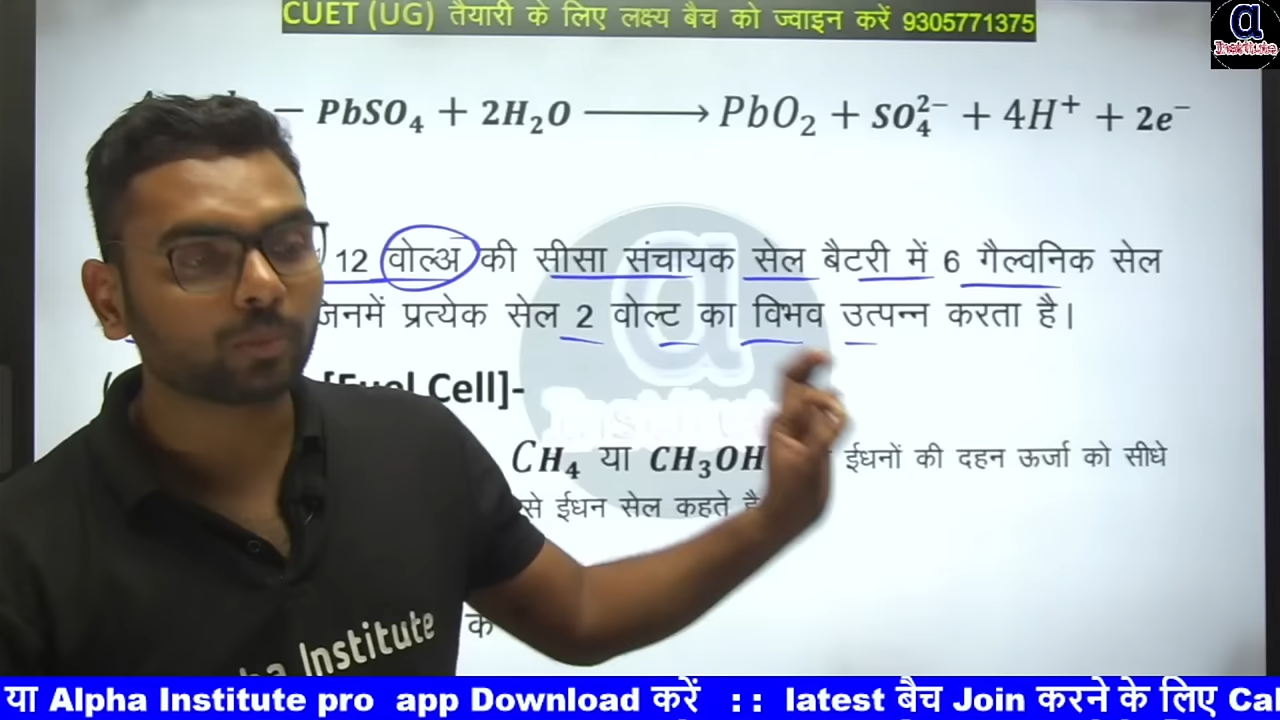 CUET (UG) तैयारी के लिए लक्ष्य बैच को ज्वाइन करें 9305771375
α
Institute
− PbSO₄ + 2H₂O ⟶ PbO₂ + SO₄²⁻ + 4H⁺ + 2e⁻
12 वोल्अ की सीसा संचायक सेल बैटरी में 6 गैल्वनिक सेल
जिनमें प्रत्येक सेल 2 वोल्ट का विभव उत्पन्न करता है।
[Fuel Cell]-
CH₄ या CH₃OH ईधनों की दहन ऊर्जा को सीधे
से ईधन सेल कहते
α
Institute
के
Institute
या Alpha Institute pro app Download करें :: latest बैच Join करने के लिए